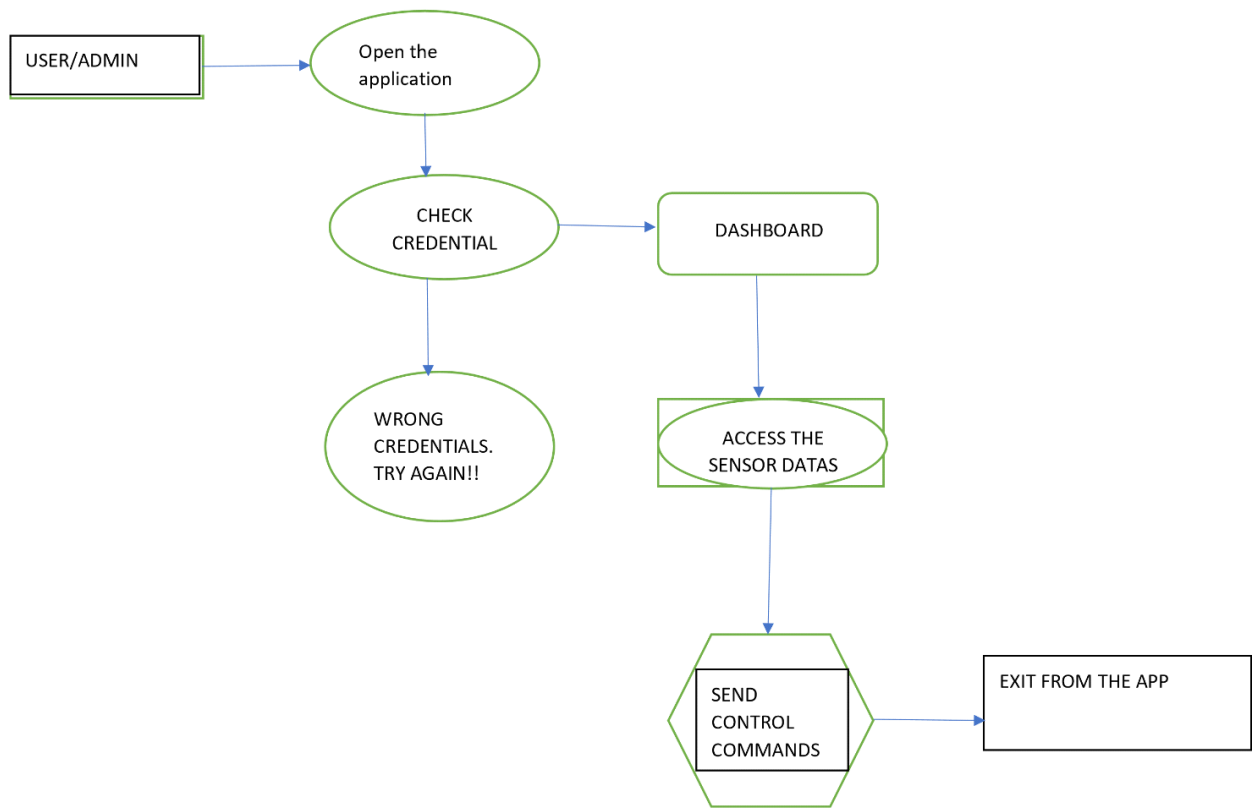 USER/ADMIN
Open the
application
CHECK
CREDENTIAL
DASHBOARD
WRONG
CREDENTIALS.
TRY AGAIN!!
ACCESS THE
SENSOR DATAS
SEND
CONTROL
COMMANDS
EXIT FROM THE APP